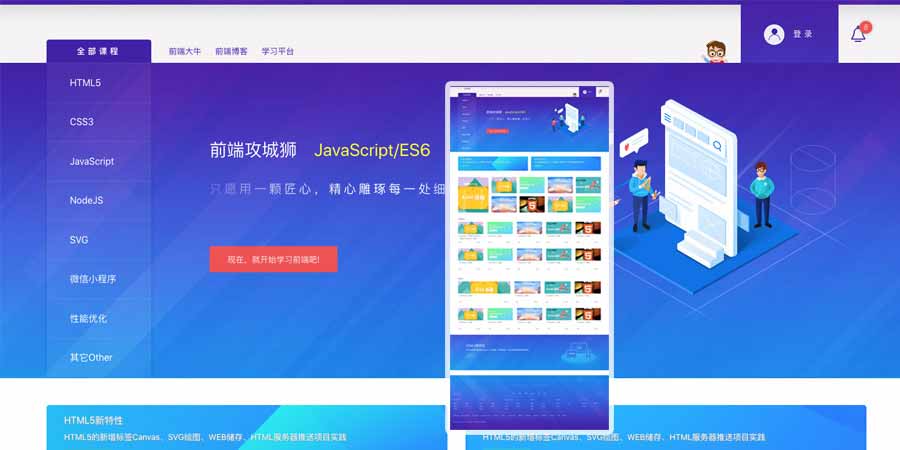 登 录
全 部 课 程
前端大牛 前端博客 学习平台
HTML5
CSS3
JavaScript
NodeJS
SVG
微信小程序
性能优化
其它Other
前端攻城狮 JavaScript/ES6
只愿用一颗匠心，精心雕琢每一处细
现在，就开始学习前端吧!
HTML5新特性
HTML5的新增标签Canvas、SVG绘图、WEB储存、HTML服务器推送项目实践
HTML5的新增标签Canvas、SVG绘图、WEB储存、HTML服务器推送项目实践